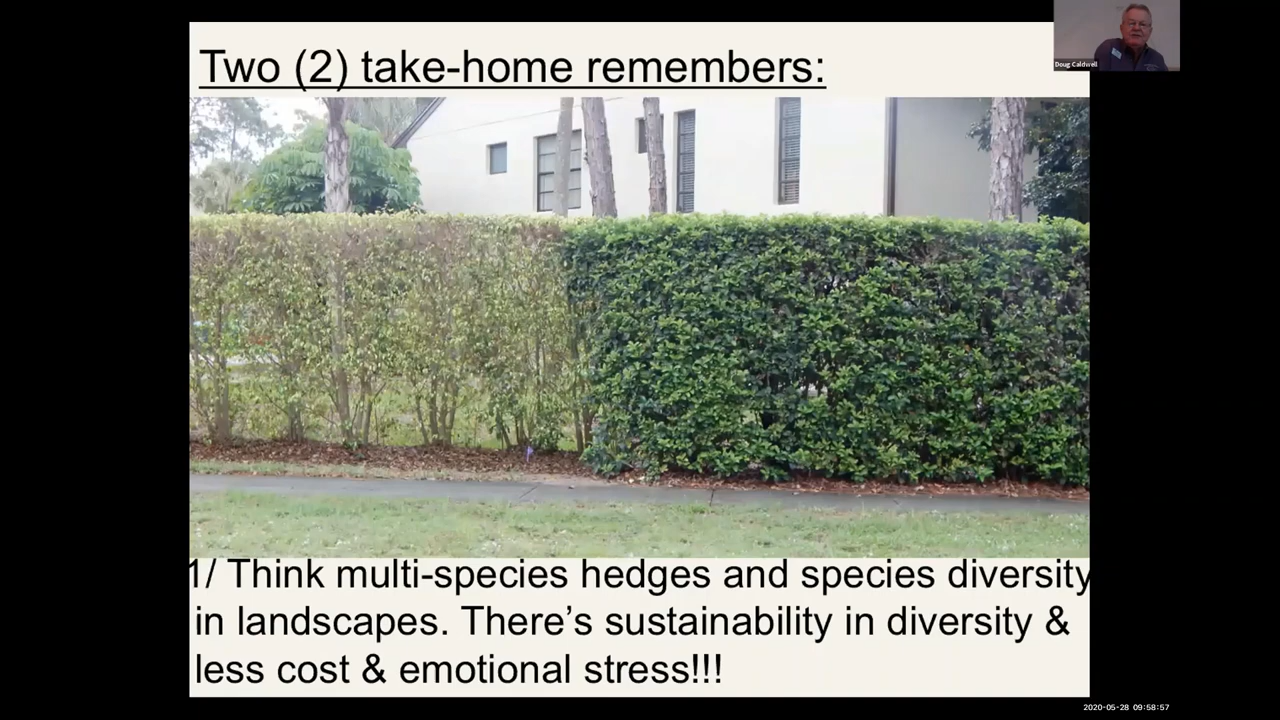 Two (2) take-home remembers:
Doug Caldwell
1/ Think multi-species hedges and species diversity
in landscapes. There’s sustainability in diversity &
less cost & emotional stress!!!
2020-05-28 09:58:57